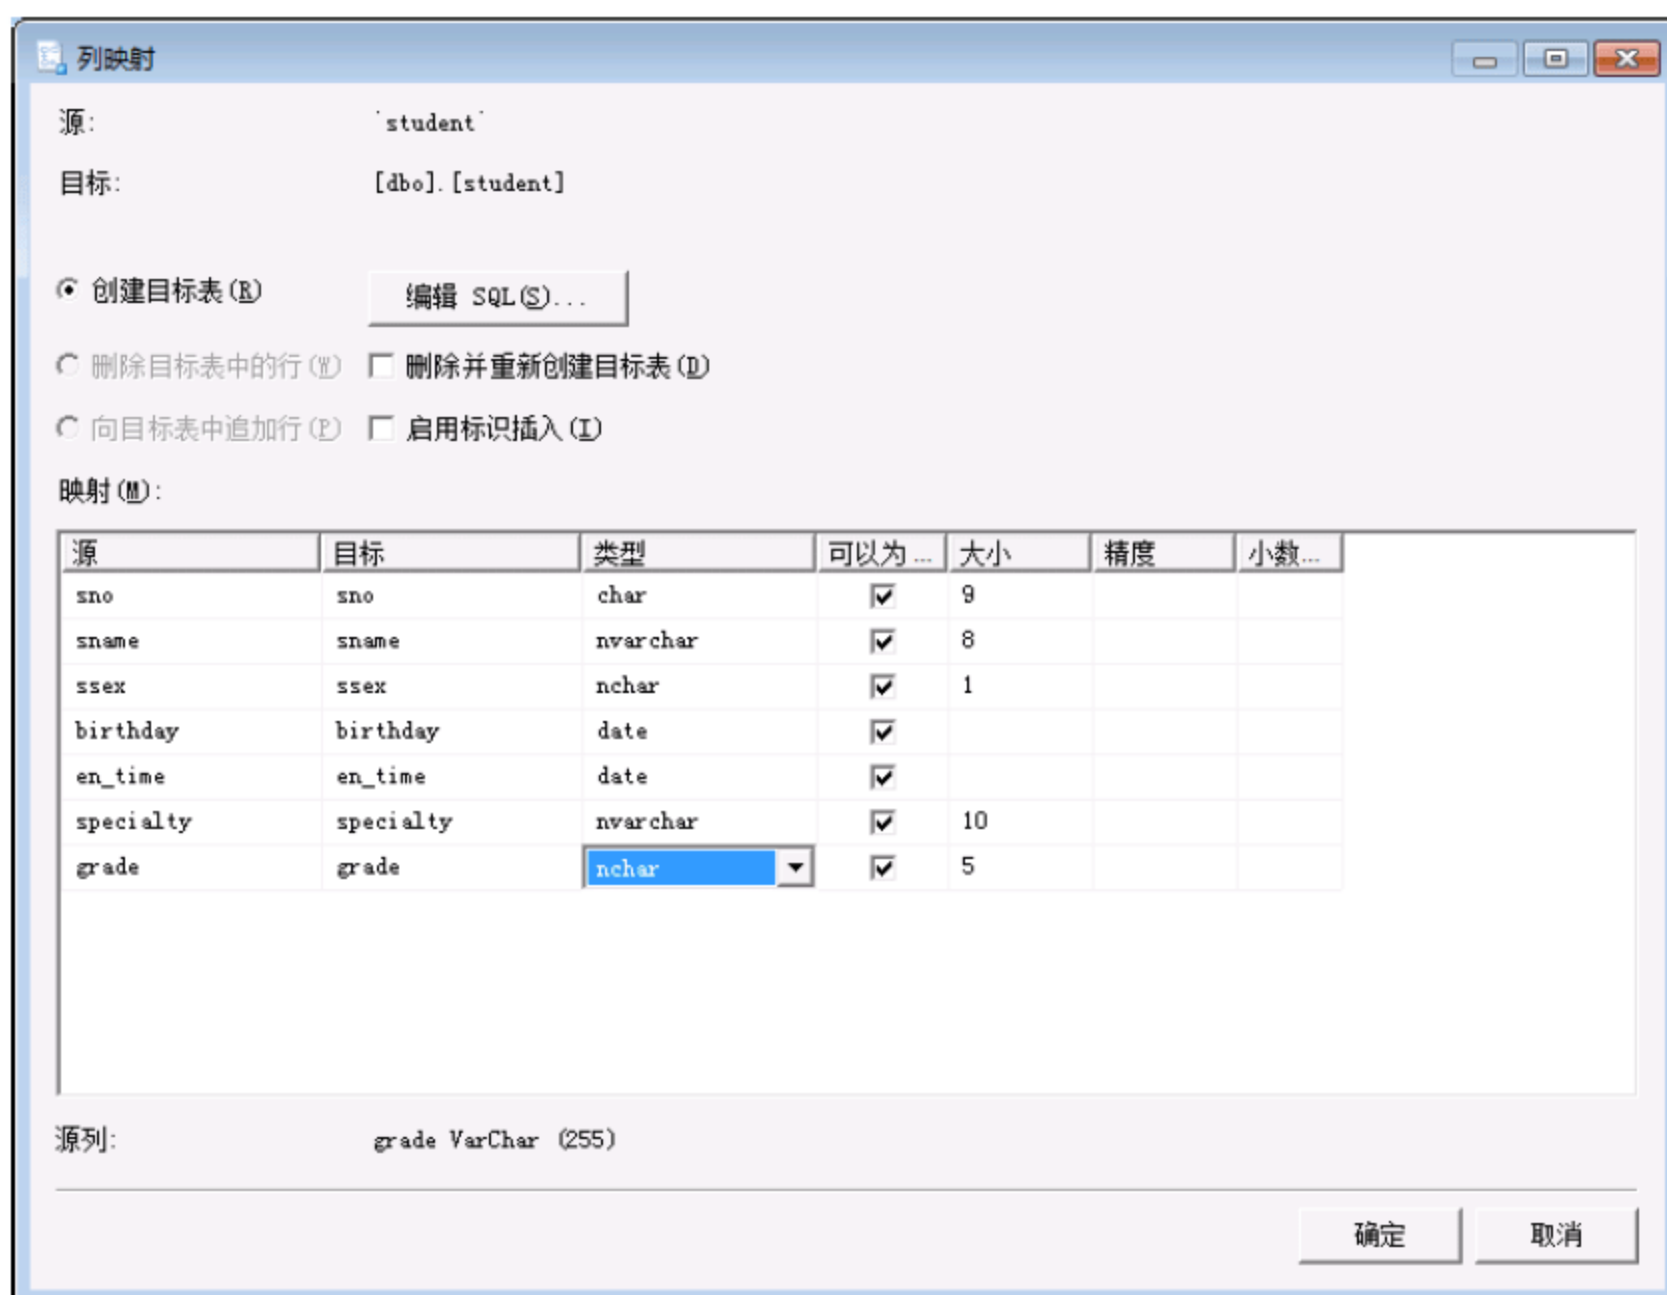 列映射
源: `student`
目标: [dbo].[student]
创建目标表(R) 编辑 SQL(S)...
删除目标表中的行(W) 删除并重新创建目标表(D)
向目标表中追加行(P) 启用标识插入(I)
映射(M):
源 目标 类型 可以为 ... 大小 精度 小数...
sno sno char 9
sname sname nvarchar 8
ssex ssex nchar 1
birthday birthday date
en_time en_time date
specialty specialty nvarchar 10
grade grade nchar 5
源列: grade VarChar (255)
确定 取消